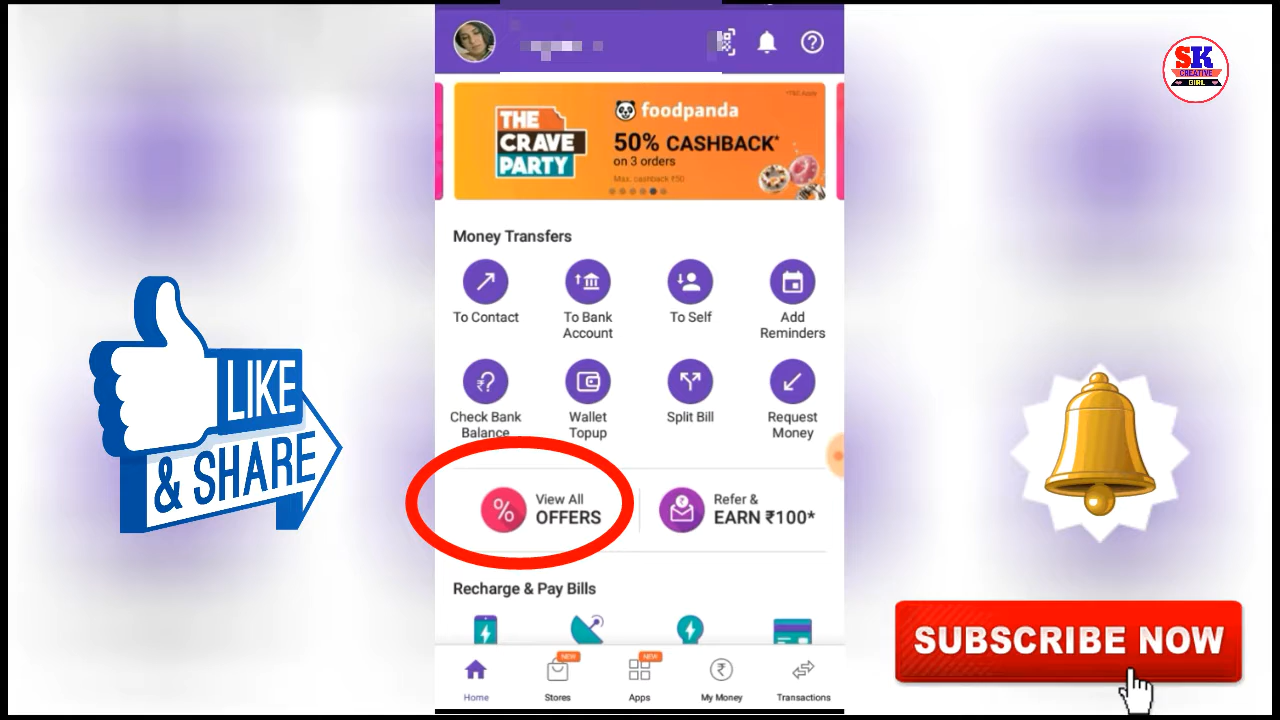 SK
CREATIVE
GIRL
*T&C Apply
THE
CRAVE
PARTY
foodpanda
50% CASHBACK*
on 3 orders
Max. cashback ₹50
Money Transfers
To Contact
To Bank
Account
To Self
Add
Reminders
Check Bank
Balance
Wallet
Topup
Split Bill
Request
Money
LIKE
& SHARE
View All
OFFERS
Refer &
EARN ₹100*
Recharge & Pay Bills
SUBSCRIBE NOW
Home
NEW
Stores
NEW
Apps
My Money
Transactions